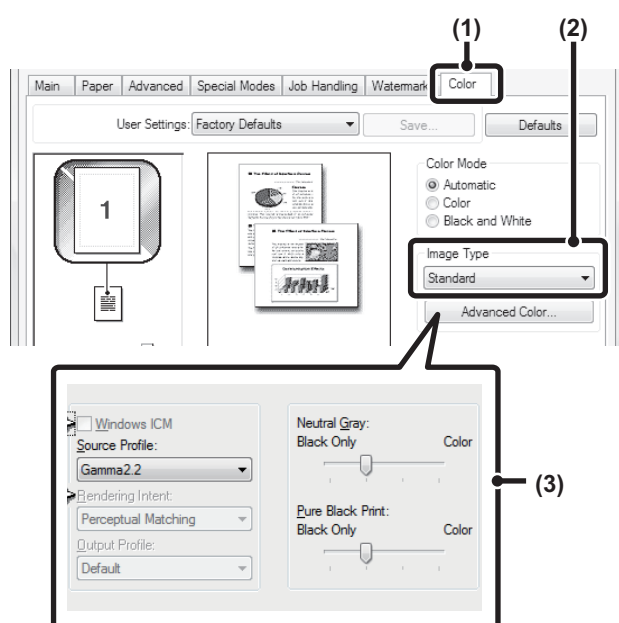 (1) (2)
Main Paper Advanced Special Modes Job Handling Watermark Color
User Settings: Factory Defaults Save... Defaults
Color Mode
Automatic
Color
Black and White
1
Image Type
Standard
Advanced Color...
Windows ICM
Source Profile:
Gamma2.2
Rendering Intent:
Perceptual Matching
Output Profile:
Default
Neutral Gray:
Black Only Color
Pure Black Print:
Black Only Color
(3)